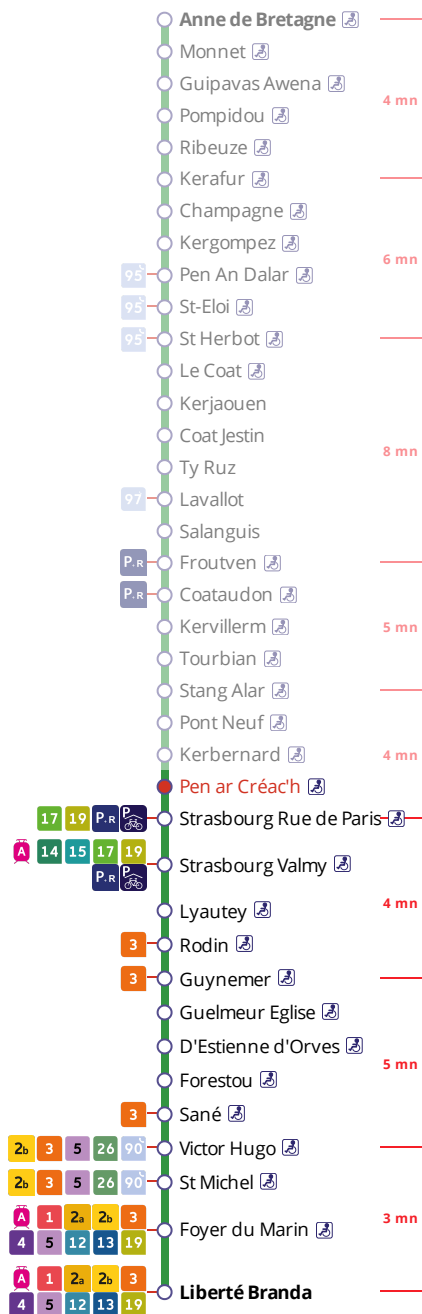 Anne de Bretagne
Monnet
Guipavas Awena
4 mn
Pompidou
Ribeuze
Kerafur
Champagne
Kergompez
6 mn
95 Pen An Dalar
95 St-Eloi
95 St Herbot
Le Coat
Kerjaouen
Coat Jestin
8 mn
Ty Ruz
97 Lavallot
Salanguis
P+R Froutven
P+R Coataudon
Kervillerm 5 mn
Tourbian
Stang Alar
Pont Neuf
Kerbernard 4 mn
Pen ar Créac'h
17 19 P+R P Strasbourg Rue de Paris
A 14 15 17 19
Strasbourg Valmy
P+R P
4 mn
Lyautey
3 Rodin
3 Guynemer
Guelmeur Eglise
D'Estienne d'Orves
5 mn
Forestou
3 Sané
2b 3 5 26 90 Victor Hugo
2b 3 5 26 90 St Michel
A 1 2a 2b 3
Foyer du Marin 3 mn
4 5 12 13 19
A 1 2a 2b 3
Liberté Branda
4 5 12 13 19